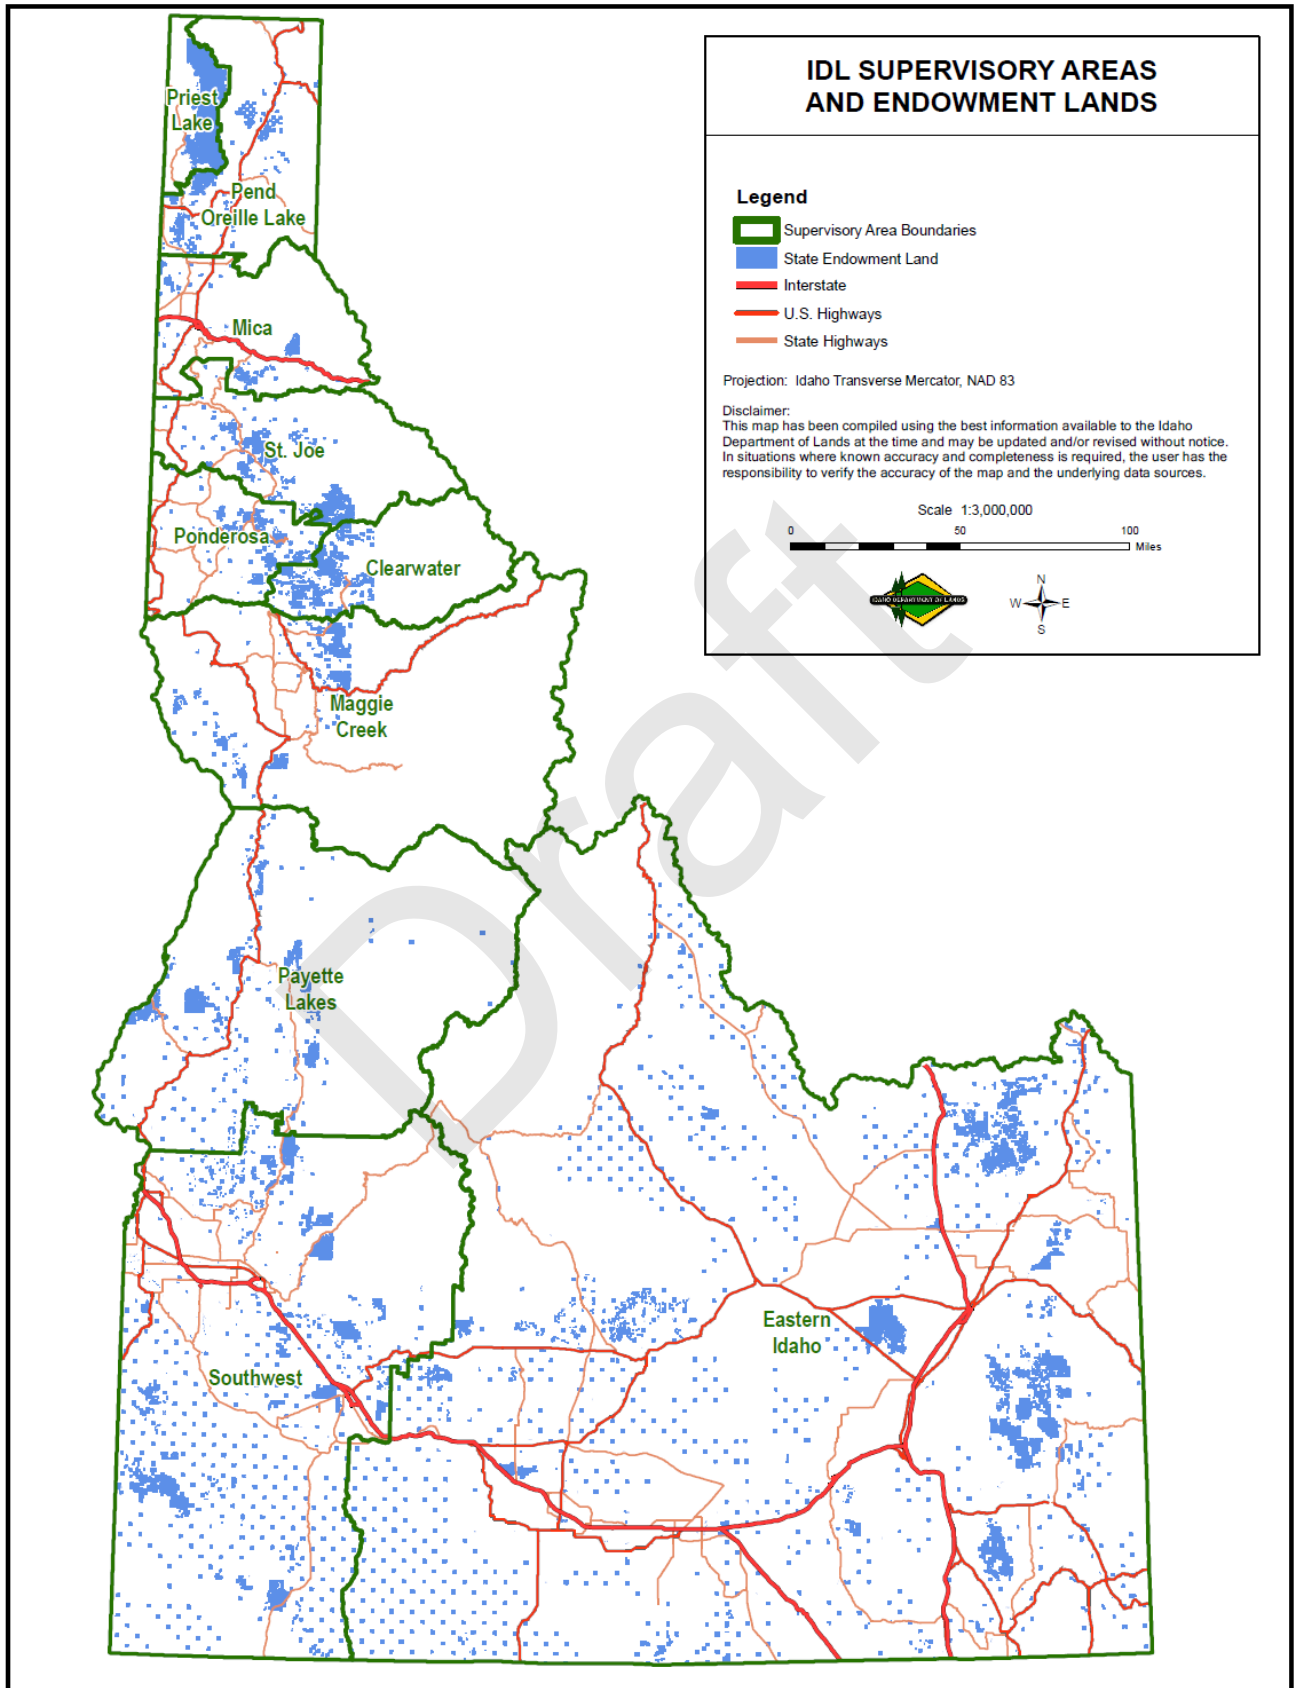 IDL SUPERVISORY AREAS
AND ENDOWMENT LANDS
Legend
Supervisory Area Boundaries
State Endowment Land
Interstate
U.S. Highways
State Highways
Projection: Idaho Transverse Mercator, NAD 83
Disclaimer:
This map has been compiled using the best information available to the Idaho
Department of Lands at the time and may be updated and/or revised without notice.
In situations where known accuracy and completeness is required, the user has the
responsibility to verify the accuracy of the map and the underlying data sources.
Scale 1:3,000,000
0 50 100
Miles
IDAHO DEPARTMENT OF LANDS
N
W E
S
Priest
Lake
Pend
Oreille Lake
Mica
St. Joe
Ponderosa
Clearwater
Maggie
Creek
Payette
Lakes
Eastern
Idaho
Southwest
Draft